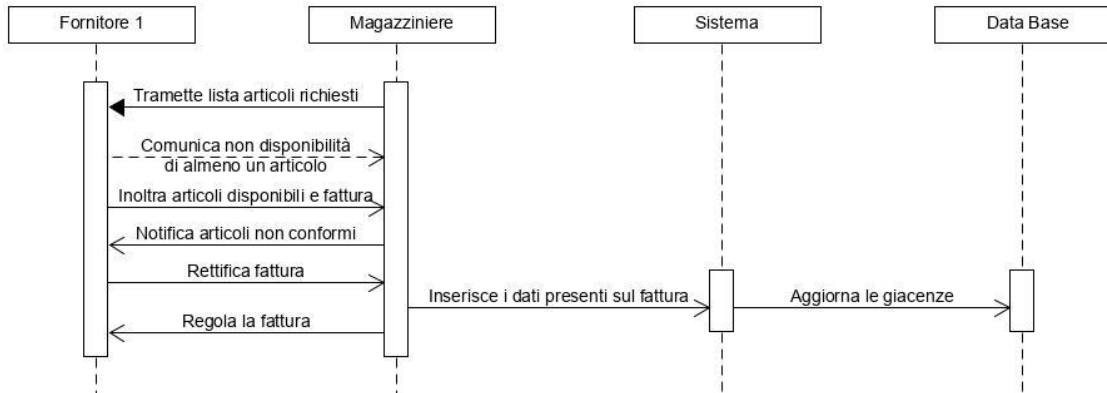 Fornitore 1
Magazziniere
Sistema
Data Base
Tramette lista articoli richiesti
Comunica non disponibilità
di almeno un articolo
Inoltra articoli disponibili e fattura
Notifica articoli non conformi
Rettifica fattura
Inserisce i dati presenti sul fattura
Aggiorna le giacenze
Regola la fattura